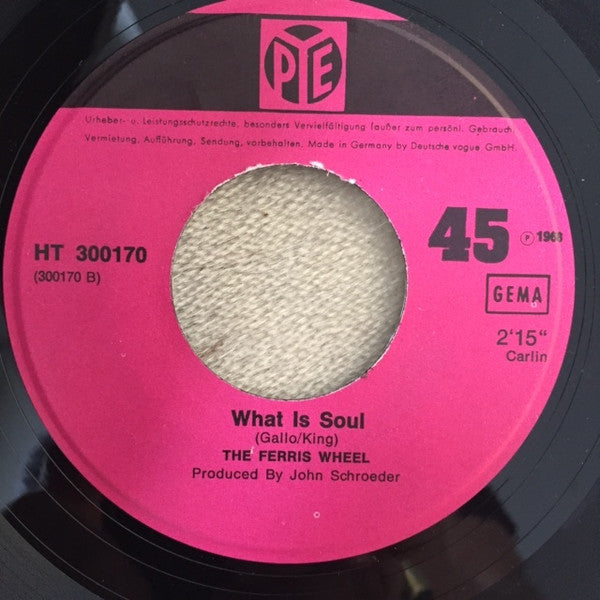 PYE
Urheber- u. Leistungsschutzrechte, besonders Vervielfältigung (außer zum persönl. Gebrauch)
Vermietung, Aufführung, Sendung, vorbehalten. Made in Germany by Deutsche vogue GmbH.
HT 300170
(300170 B)
45 ℗ 1968
GEMA
2'15"
Carlin
What Is Soul
(Gallo/King)
THE FERRIS WHEEL
Produced By John Schroeder